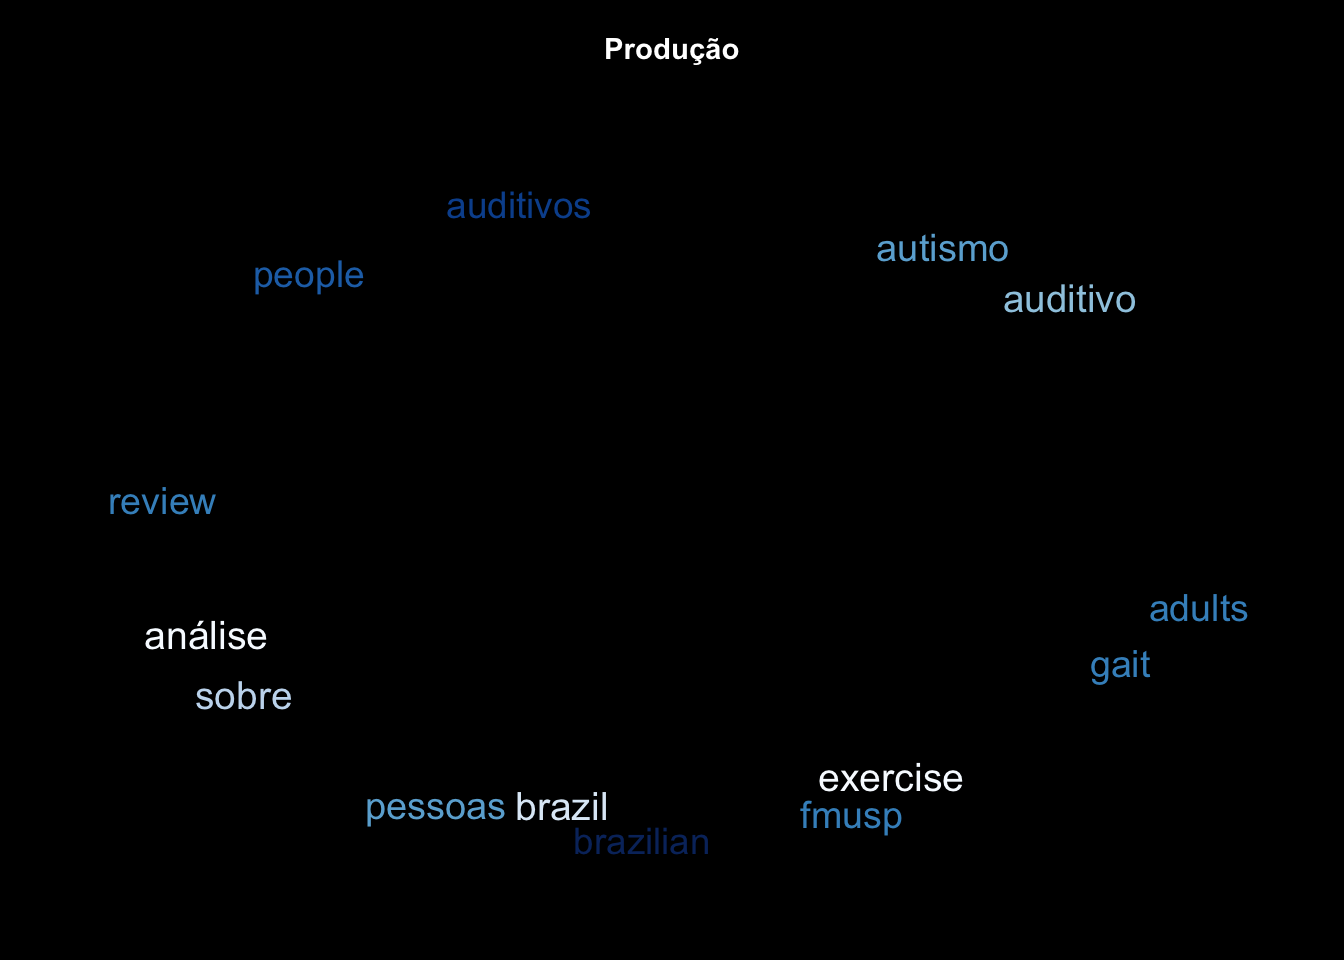 Produção
auditivos
autismo
people
auditivo
review
adults
análise
gait
sobre
exercise
pessoas brazil
fmusp
brazilian